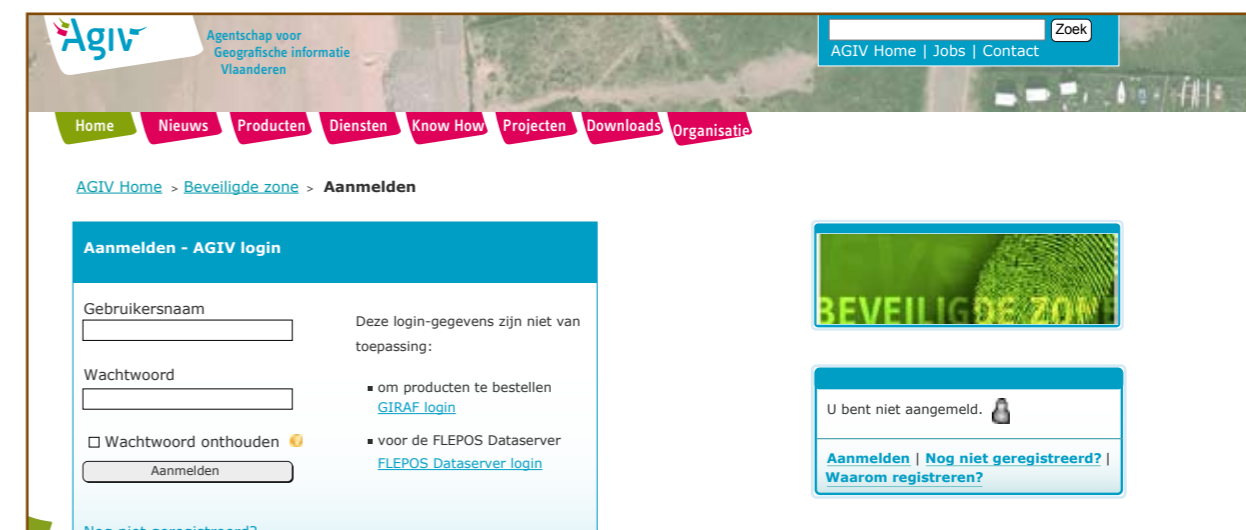 Agiv
Agentschap voor
Geografische informatie
Vlaanderen
Zoek
AGIV Home | Jobs | Contact
Home Nieuws Producten Diensten Know How Projecten Downloads Organisatie
AGIV Home > Beveiligde zone > Aanmelden
Aanmelden - AGIV login
Gebruikersnaam
Wachtwoord
Wachtwoord onthouden
Aanmelden
Nog niet geregistreerd?
Deze login-gegevens zijn niet van
toepassing:
▪ om producten te bestellen
GIRAF login
▪ voor de FLEPOS Dataserver
FLEPOS Dataserver login
BEVEILIGDE ZONE
U bent niet aangemeld.
Aanmelden | Nog niet geregistreerd? |
Waarom registreren?